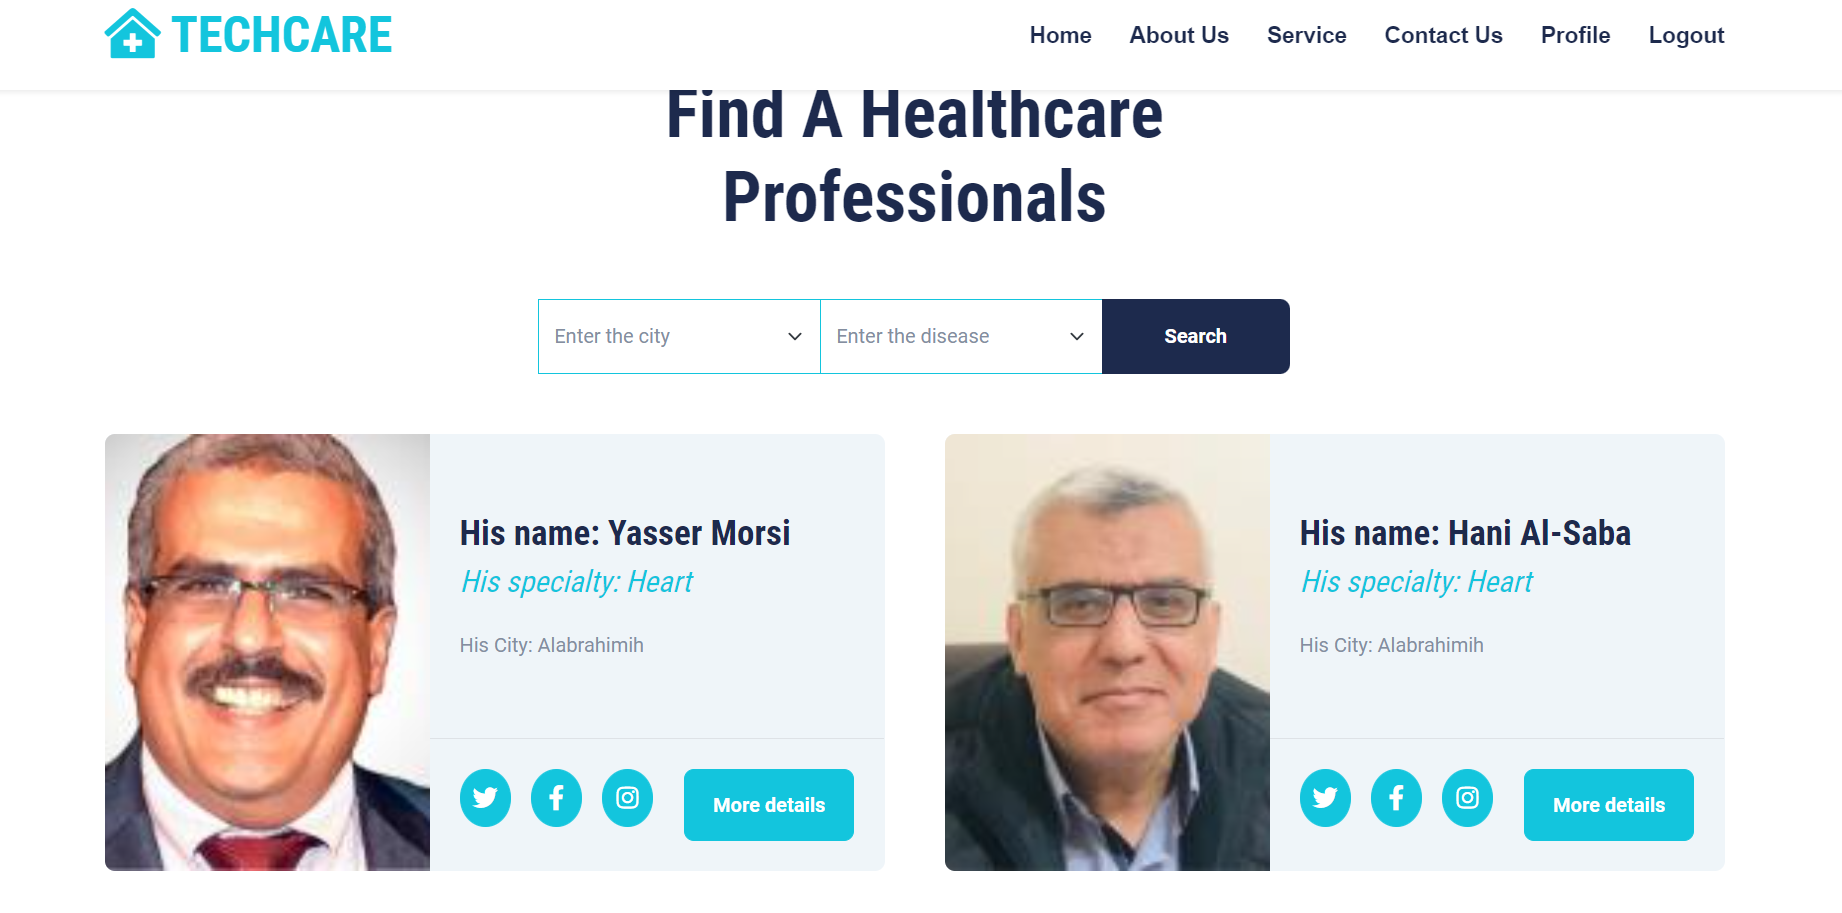 TECHCARE
Home About Us Service Contact Us Profile Logout
Find A Healthcare
Professionals
Enter the city Enter the disease Search
His name: Yasser Morsi
His specialty: Heart
His City: Alabrahimih
More details
His name: Hani Al-Saba
His specialty: Heart
His City: Alabrahimih
More details